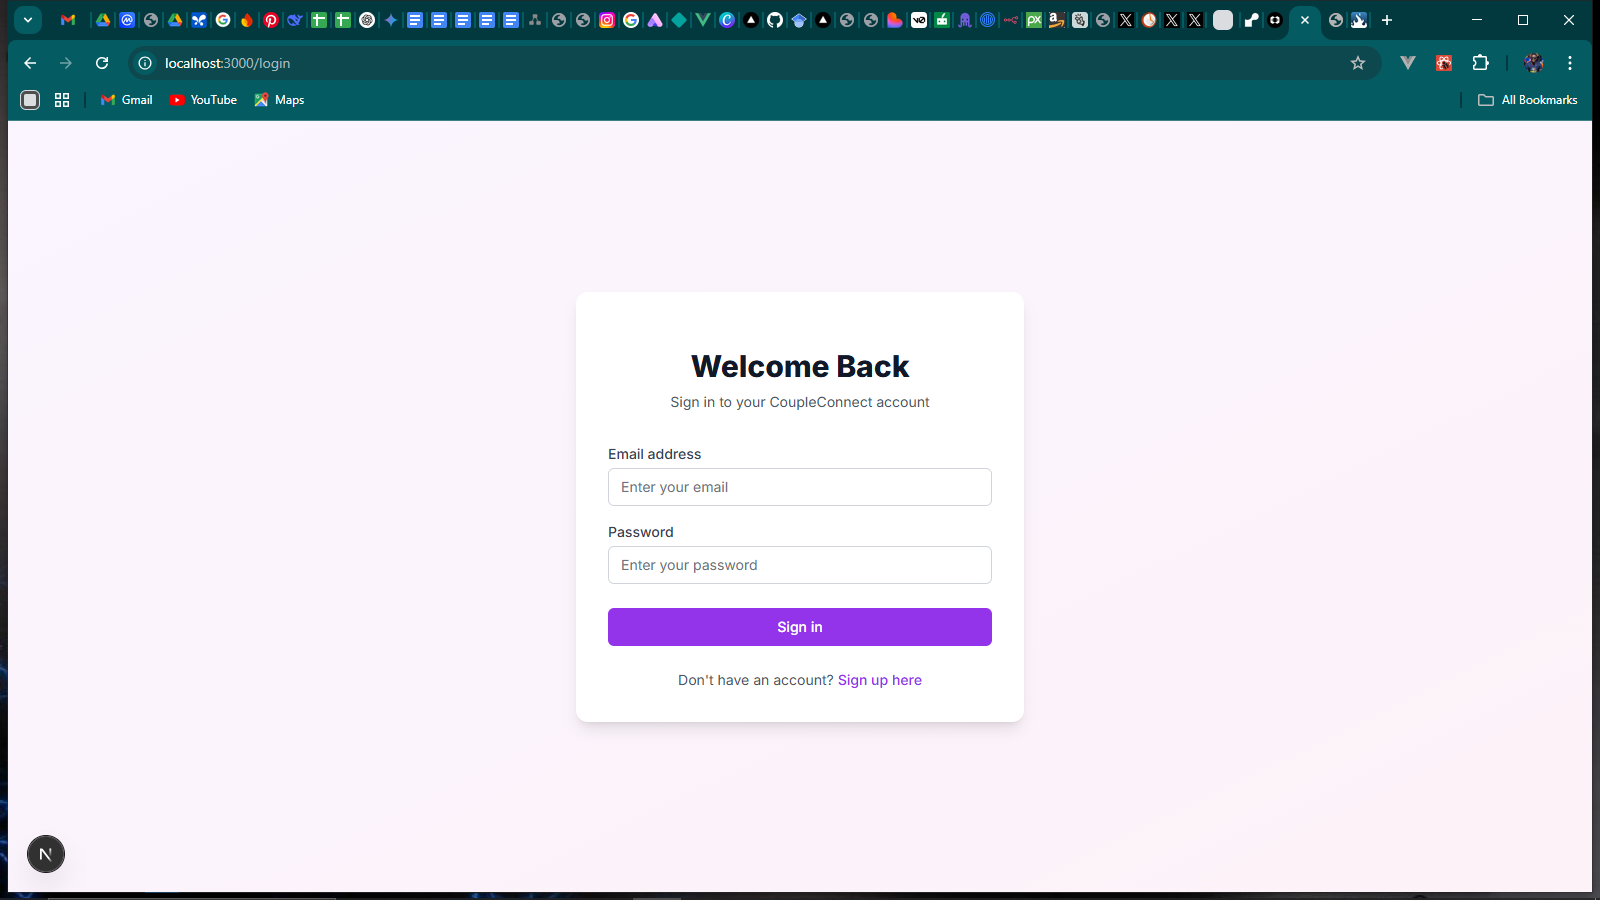 localhost:3000/login
Gmail
YouTube
Maps
All Bookmarks
Welcome Back
Sign in to your CoupleConnect account
Email address
Enter your email
Password
Enter your password
Sign in
Don't have an account? Sign up here
N